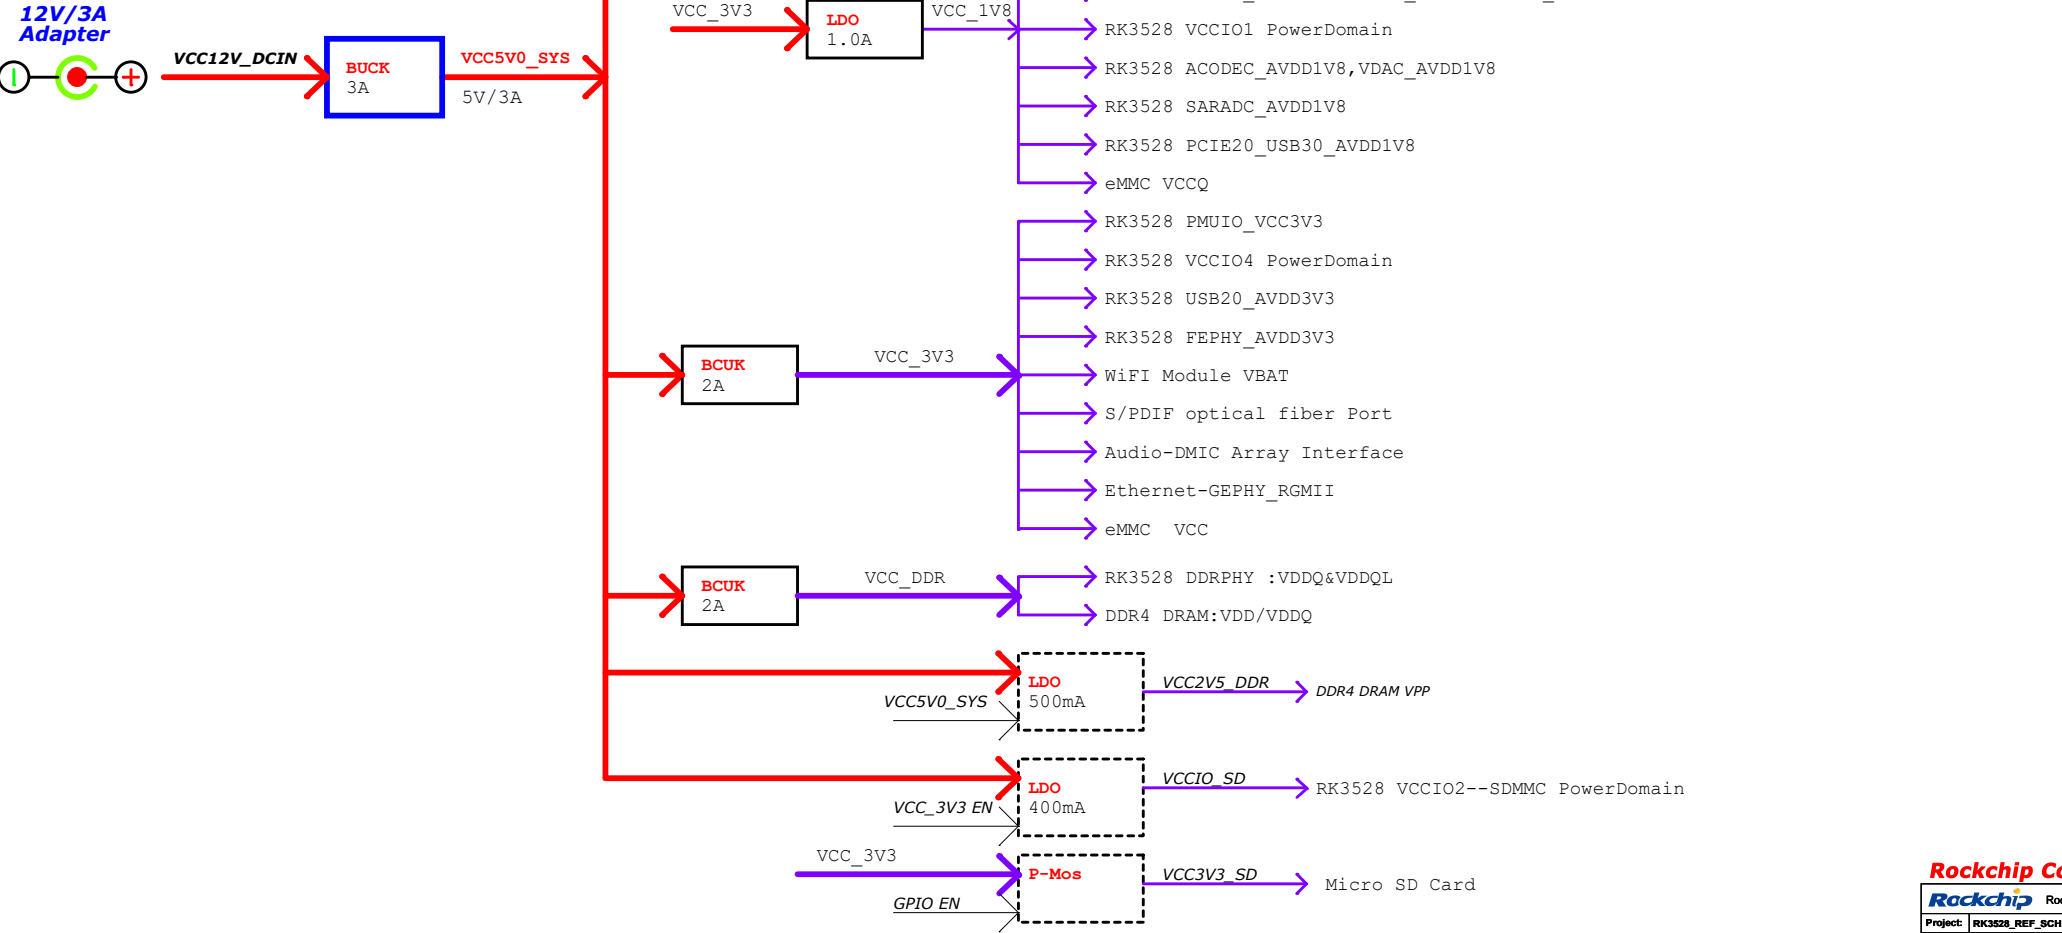 12V/3A
Adapter
VCC12V_DCIN
BUCK
3A
VCC5V0_SYS
5V/3A
VCC_3V3
LDO
1.0A
VCC_1V8
RK3528 VCCIO1 PowerDomain
RK3528 ACODEC_AVDD1V8,VDAC_AVDD1V8
RK3528 SARADC_AVDD1V8
RK3528 PCIE20_USB30_AVDD1V8
eMMC VCCQ
BCUK
2A
VCC_3V3
RK3528 PMUIO_VCC3V3
RK3528 VCCIO4 PowerDomain
RK3528 USB20_AVDD3V3
RK3528 FEPHY_AVDD3V3
WiFI Module VBAT
S/PDIF optical fiber Port
Audio-DMIC Array Interface
Ethernet-GEPHY_RGMII
eMMC  VCC
BCUK
2A
VCC_DDR
RK3528 DDRPHY :VDDQ&VDDQL
DDR4 DRAM:VDD/VDDQ
VCC5V0_SYS
LDO
500mA
VCC2V5_DDR
DDR4 DRAM VPP
VCC_3V3 EN
LDO
400mA
VCCIO_SD
RK3528 VCCIO2--SDMMC PowerDomain
VCC_3V3
GPIO EN
P-Mos
VCC3V3_SD
Micro SD Card
Rockchip Co
Rockchip Roc
Project: RK3528_REF_SCH